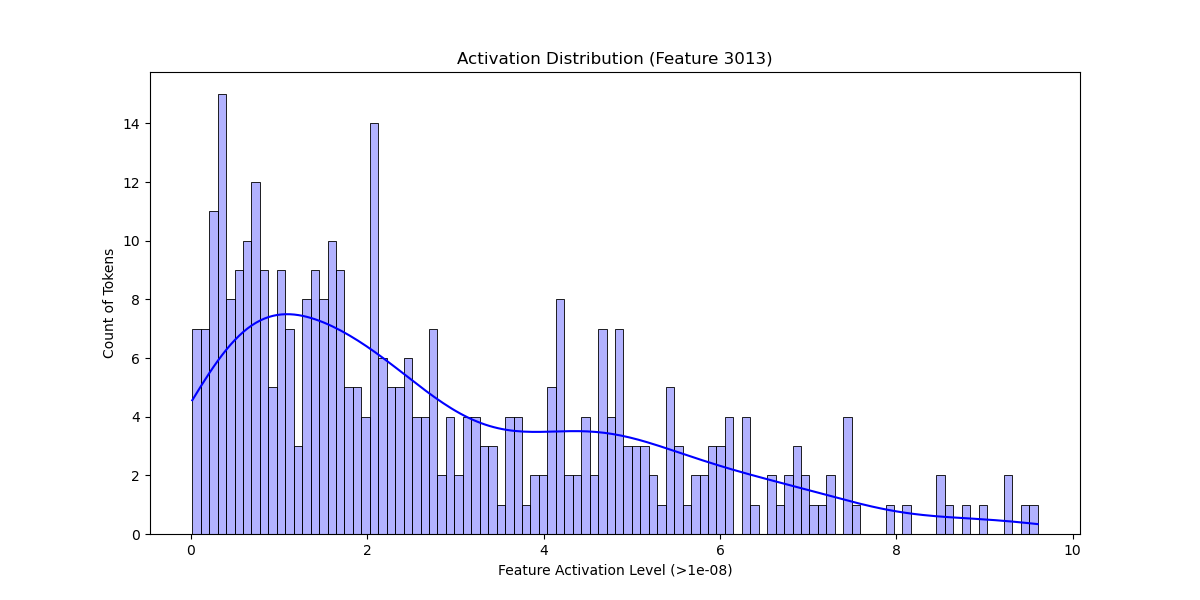 Activation Distribution (Feature 3013)
Count of Tokens
14
12
10
8
6
4
2
0
0 2 4 6 8 10
Feature Activation Level (>1e-08)